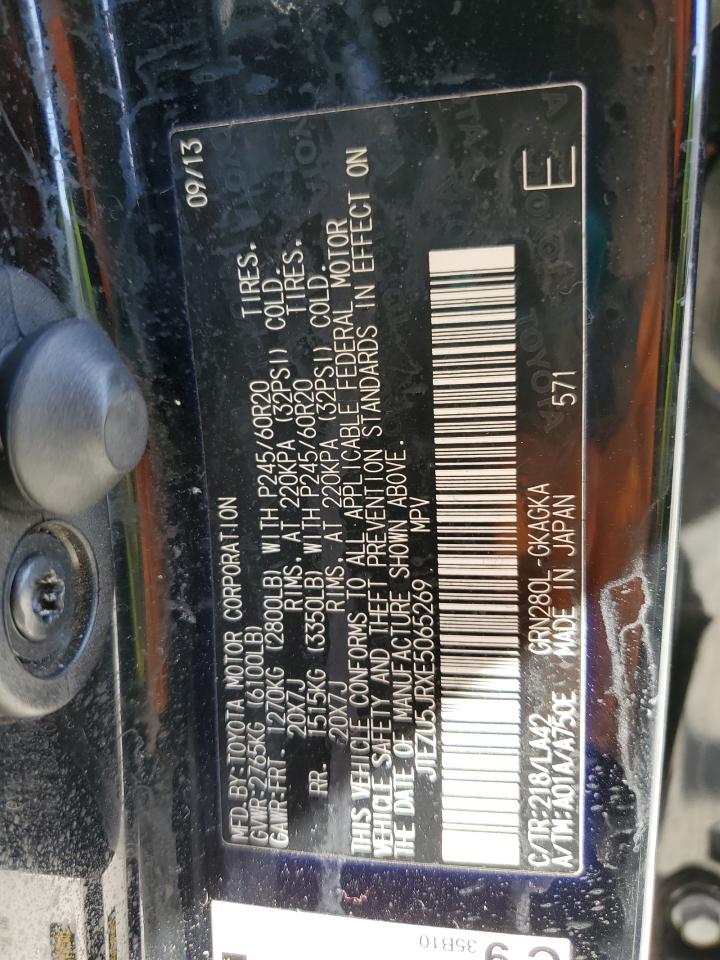 09/13
MFD.BY:TOYOTA MOTOR CORPORATION
GVWR:2765KG(6100LB)
GAWR:FRT. 1270KG (2800LB) WITH P245/60R20 TIRES.
20X7J RIMS, AT 220KPA (32PSI) COLD.
RR. 1515KG (3350LB) WITH P245/60R20 TIRES.
20X7J RIMS, AT 220KPA (32PSI) COLD.
THIS VEHICLE CONFORMS TO ALL APPLICABLE FEDERAL MOTOR
VEHICLE SAFETY AND THEFT PREVENTION STANDARDS IN EFFECT ON
THE DATE OF MANUFACTURE SHOWN ABOVE.
JTEZU5JRXE5065269 MPV
C/TR:218/LA42 GRN280L-GKAGKA
A/TM:A01A/A750E MADE IN JAPAN 571
E
35B10